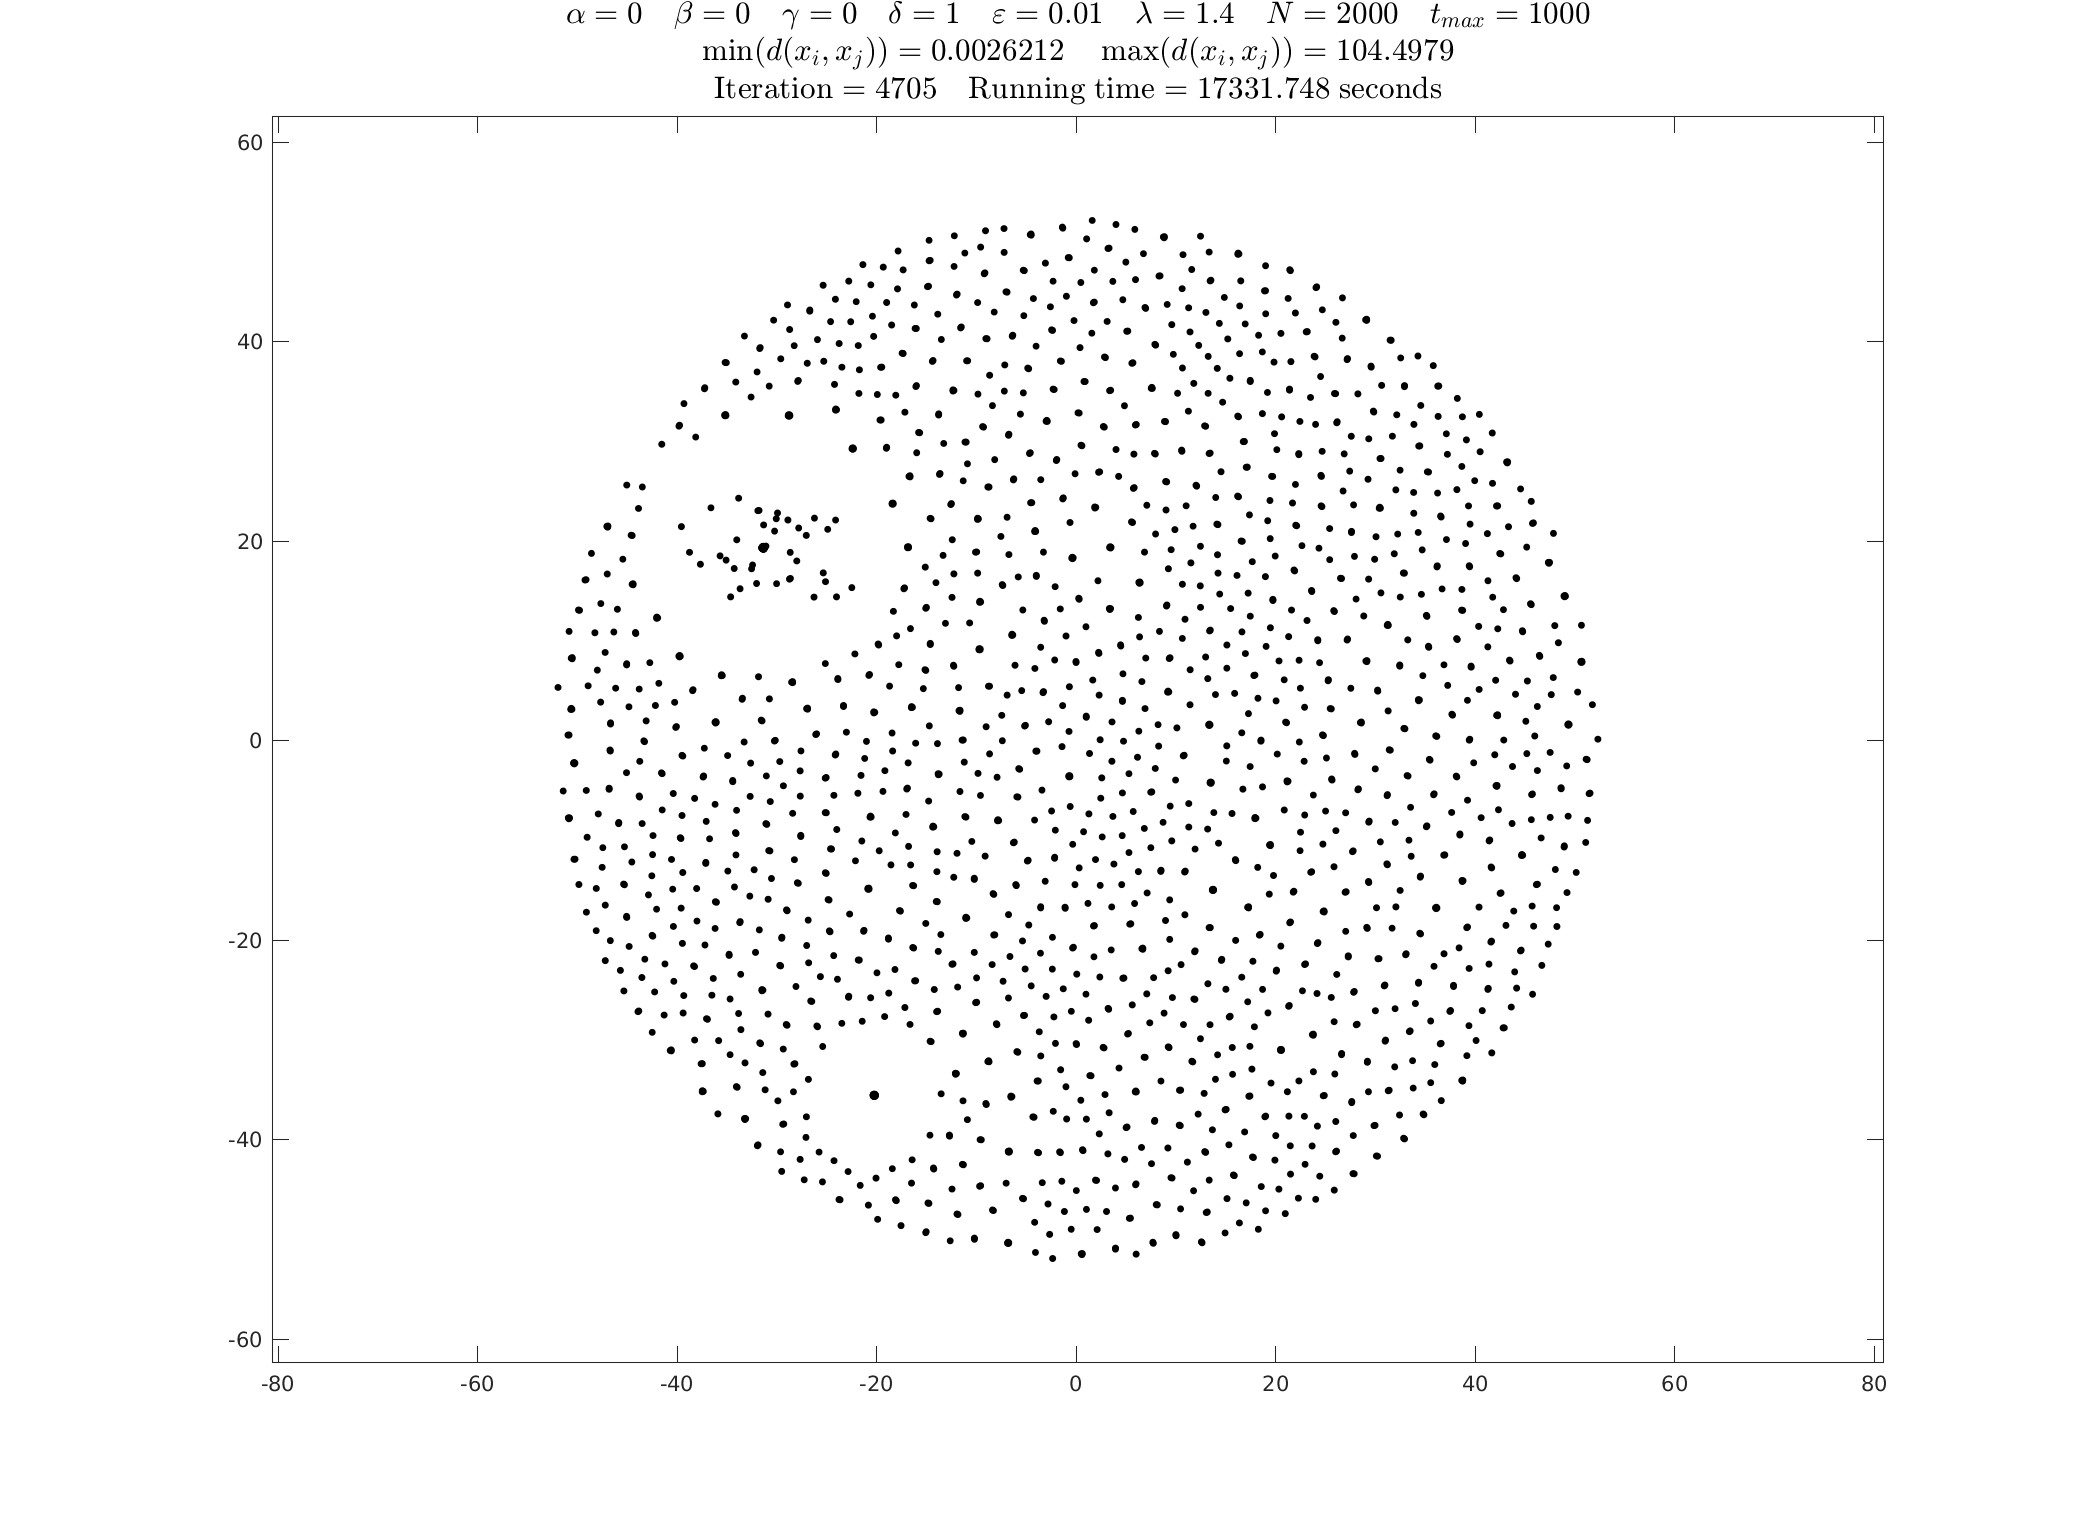 α = 0 β = 0 γ = 0 δ = 1 ε = 0.01 λ = 1.4 N = 2000 t_max = 1000
min(d(x_i, x_j)) = 0.0026212 max(d(x_i, x_j)) = 104.4979
Iteration = 4705 Running time = 17331.748 seconds
60
40
20
0
-20
-40
-60
-80 -60 -40 -20 0 20 40 60 80